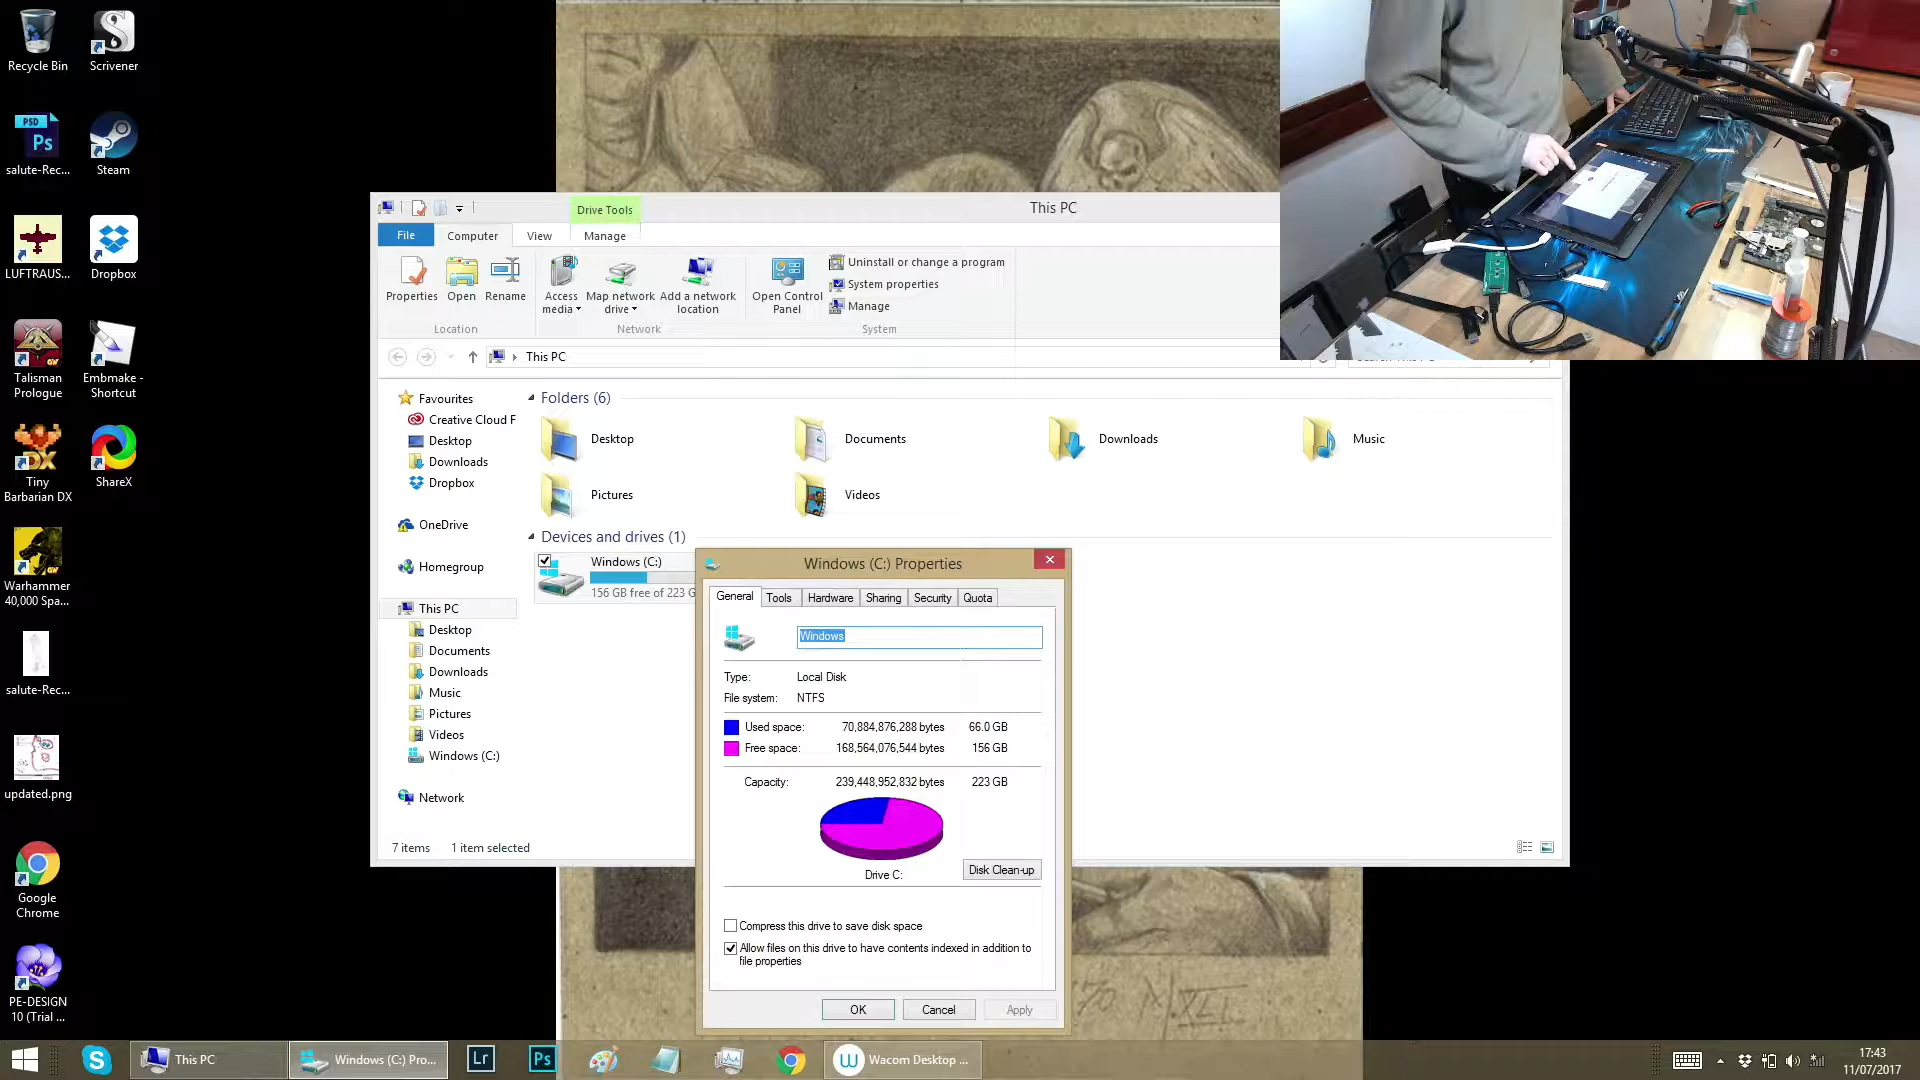 Recycle Bin
Scrivener
PSD
Ps
salute-Rec...
Steam
LUFTRAUS...
Dropbox
Talisman
Prologue
Embmake -
Shortcut
DX
Tiny
Barbarian DX
ShareX
Warhammer
40,000 Spa...
salute-Rec...
updated.png
Google
Chrome
PE-DESIGN
10 (Trial ...
Drive Tools
This PC
File
Computer
View
Manage
Properties
Open
Rename
Access
media
Map network
drive
Add a network
location
Open Control
Panel
Uninstall or change a program
System properties
Manage
Location
Network
System
This PC
Favourites
Creative Cloud F
Desktop
Downloads
Dropbox
OneDrive
Homegroup
This PC
Desktop
Documents
Downloads
Music
Pictures
Videos
Windows (C:)
Network
Folders (6)
Desktop
Documents
Downloads
Music
Pictures
Videos
Devices and drives (1)
Windows (C:)
156 GB free of 223 G
7 items
1 item selected
Windows (C:) Properties
General
Tools
Hardware
Sharing
Security
Quota
Windows
Type: Local Disk
File system: NTFS
Used space: 70,884,876,288 bytes 66.0 GB
Free space: 168,564,076,544 bytes 156 GB
Capacity: 239,448,952,832 bytes 223 GB
Drive C:
Disk Clean-up
Compress this drive to save disk space
Allow files on this drive to have contents indexed in addition to
file properties
OK
Cancel
Apply
This PC
Windows (C:) Pro...
Lr
Ps
Wacom Desktop ...
17:43
11/07/2017